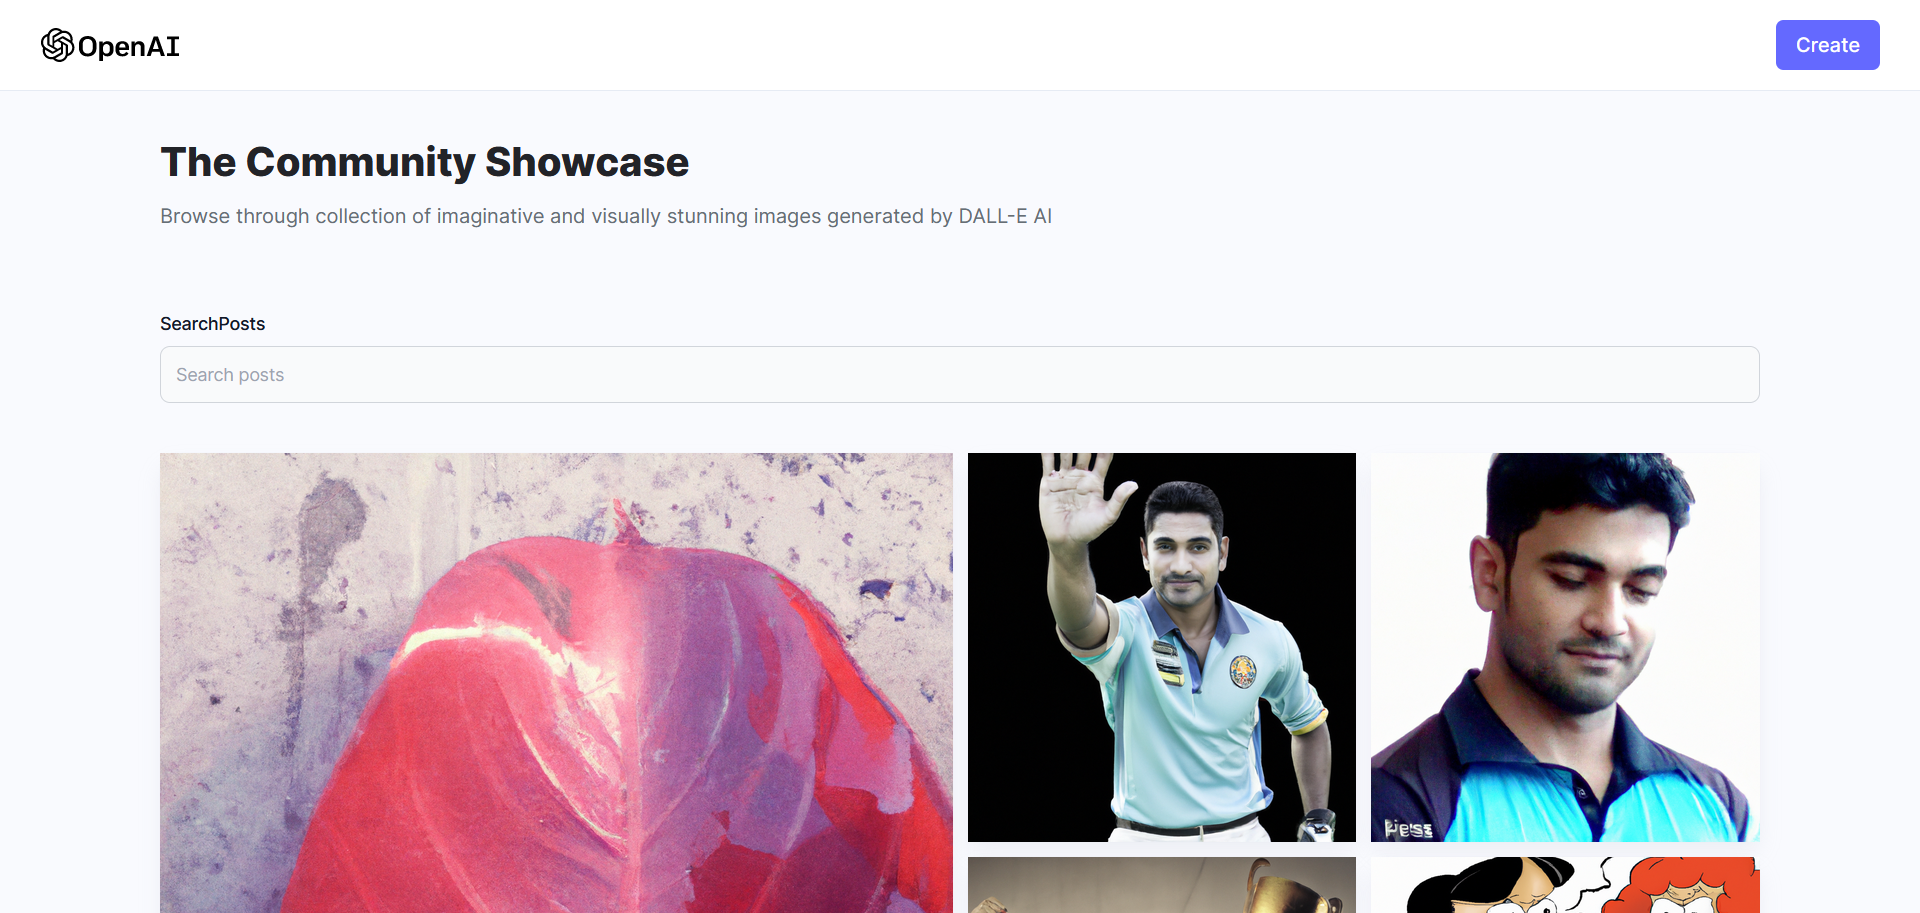 OpenAI
Create
The Community Showcase
Browse through collection of imaginative and visually stunning images generated by DALL-E AI
SearchPosts
Search posts